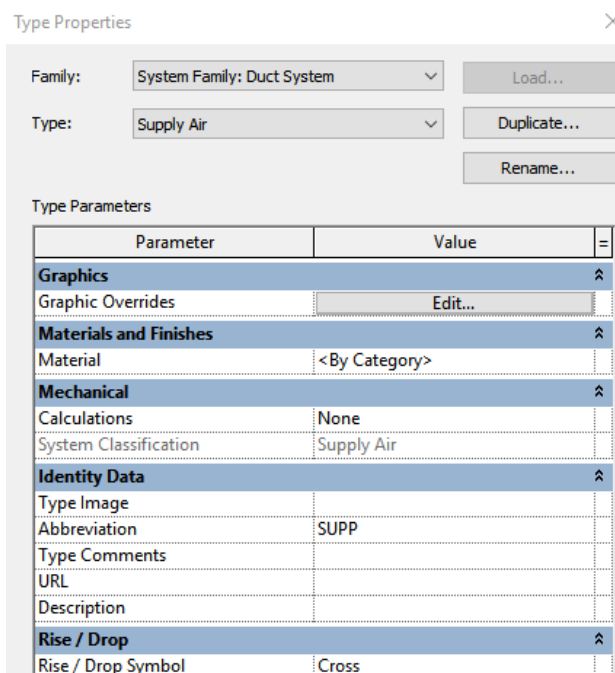 Type Properties
Family: System Family: Duct System Load...
Type: Supply Air Duplicate...
Rename...
Type Parameters
Parameter Value =
Graphics
Graphic Overrides Edit...
Materials and Finishes
Material <By Category>
Mechanical
Calculations None
System Classification Supply Air
Identity Data
Type Image
Abbreviation SUPP
Type Comments
URL
Description
Rise / Drop
Rise / Drop Symbol Cross